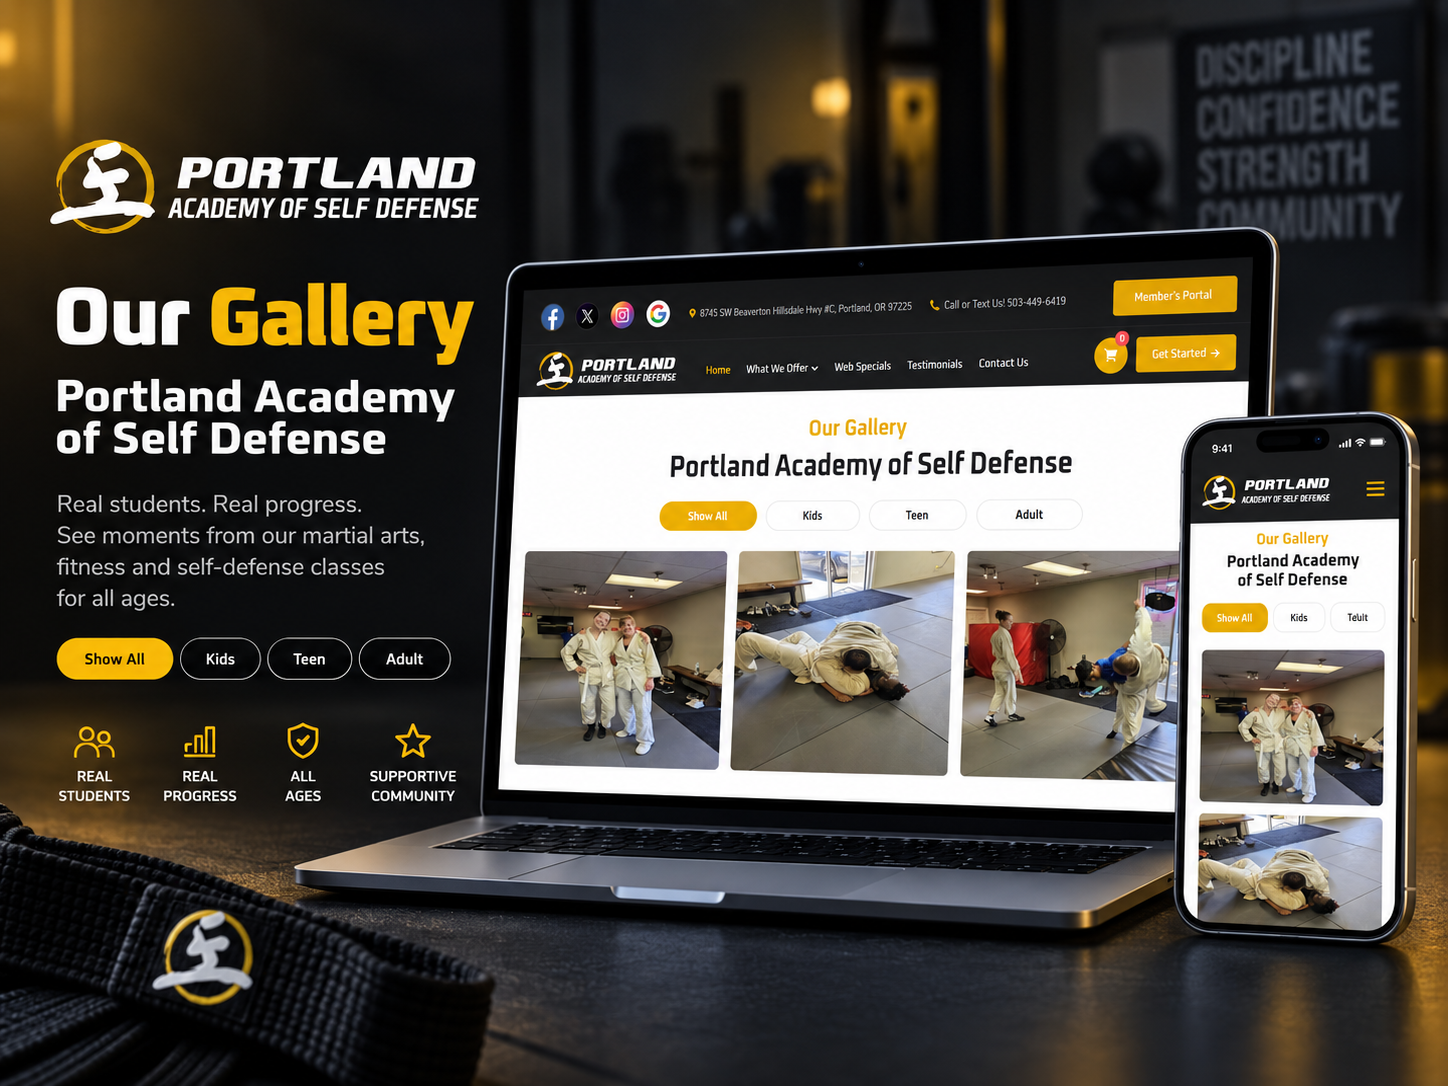 PORTLAND
ACADEMY OF SELF DEFENSE
Our Gallery
Portland Academy
of Self Defense
Real students. Real progress.
See moments from our martial arts,
fitness and self-defense classes
for all ages.
Show All Kids Teen Adult
REAL STUDENTS
REAL PROGRESS
ALL AGES
SUPPORTIVE COMMUNITY
DISCIPLINE
CONFIDENCE
STRENGTH
COMMUNITY
8745 SW Beaverton Hillsdale Hwy #C, Portland, OR 97225 Call or Text Us! 503-449-6419 Member's Portal
PORTLAND
ACADEMY OF SELF DEFENSE
Home What We Offer Web Specials Testimonials Contact Us 0 Get Started →
Our Gallery
Portland Academy of Self Defense
Show All Kids Teen Adult
9:41
PORTLAND
ACADEMY OF SELF DEFENSE
Our Gallery
Portland Academy
of Self Defense
Show All Kids Teult